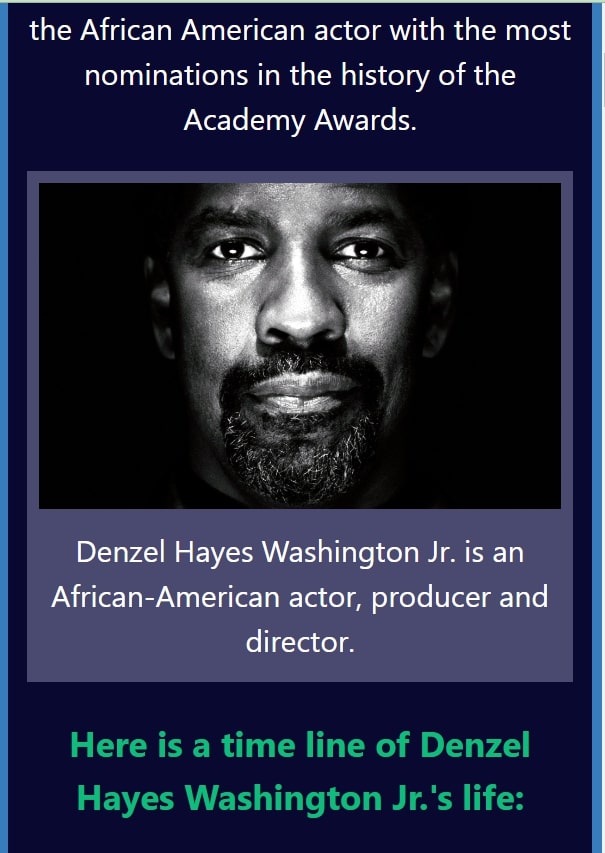 the African American actor with the most
nominations in the history of the
Academy Awards.
Denzel Hayes Washington Jr. is an
African-American actor, producer and
director.
Here is a time line of Denzel
Hayes Washington Jr.'s life: